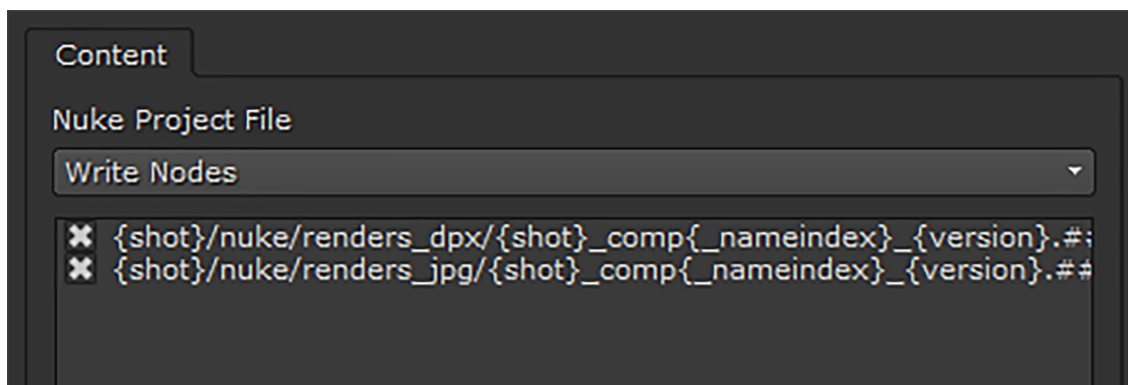 Content
Nuke Project File
Write Nodes
{shot}/nuke/renders_dpx/{shot}_comp{_nameindex}_{version}.#
{shot}/nuke/renders_jpg/{shot}_comp{_nameindex}_{version}.##